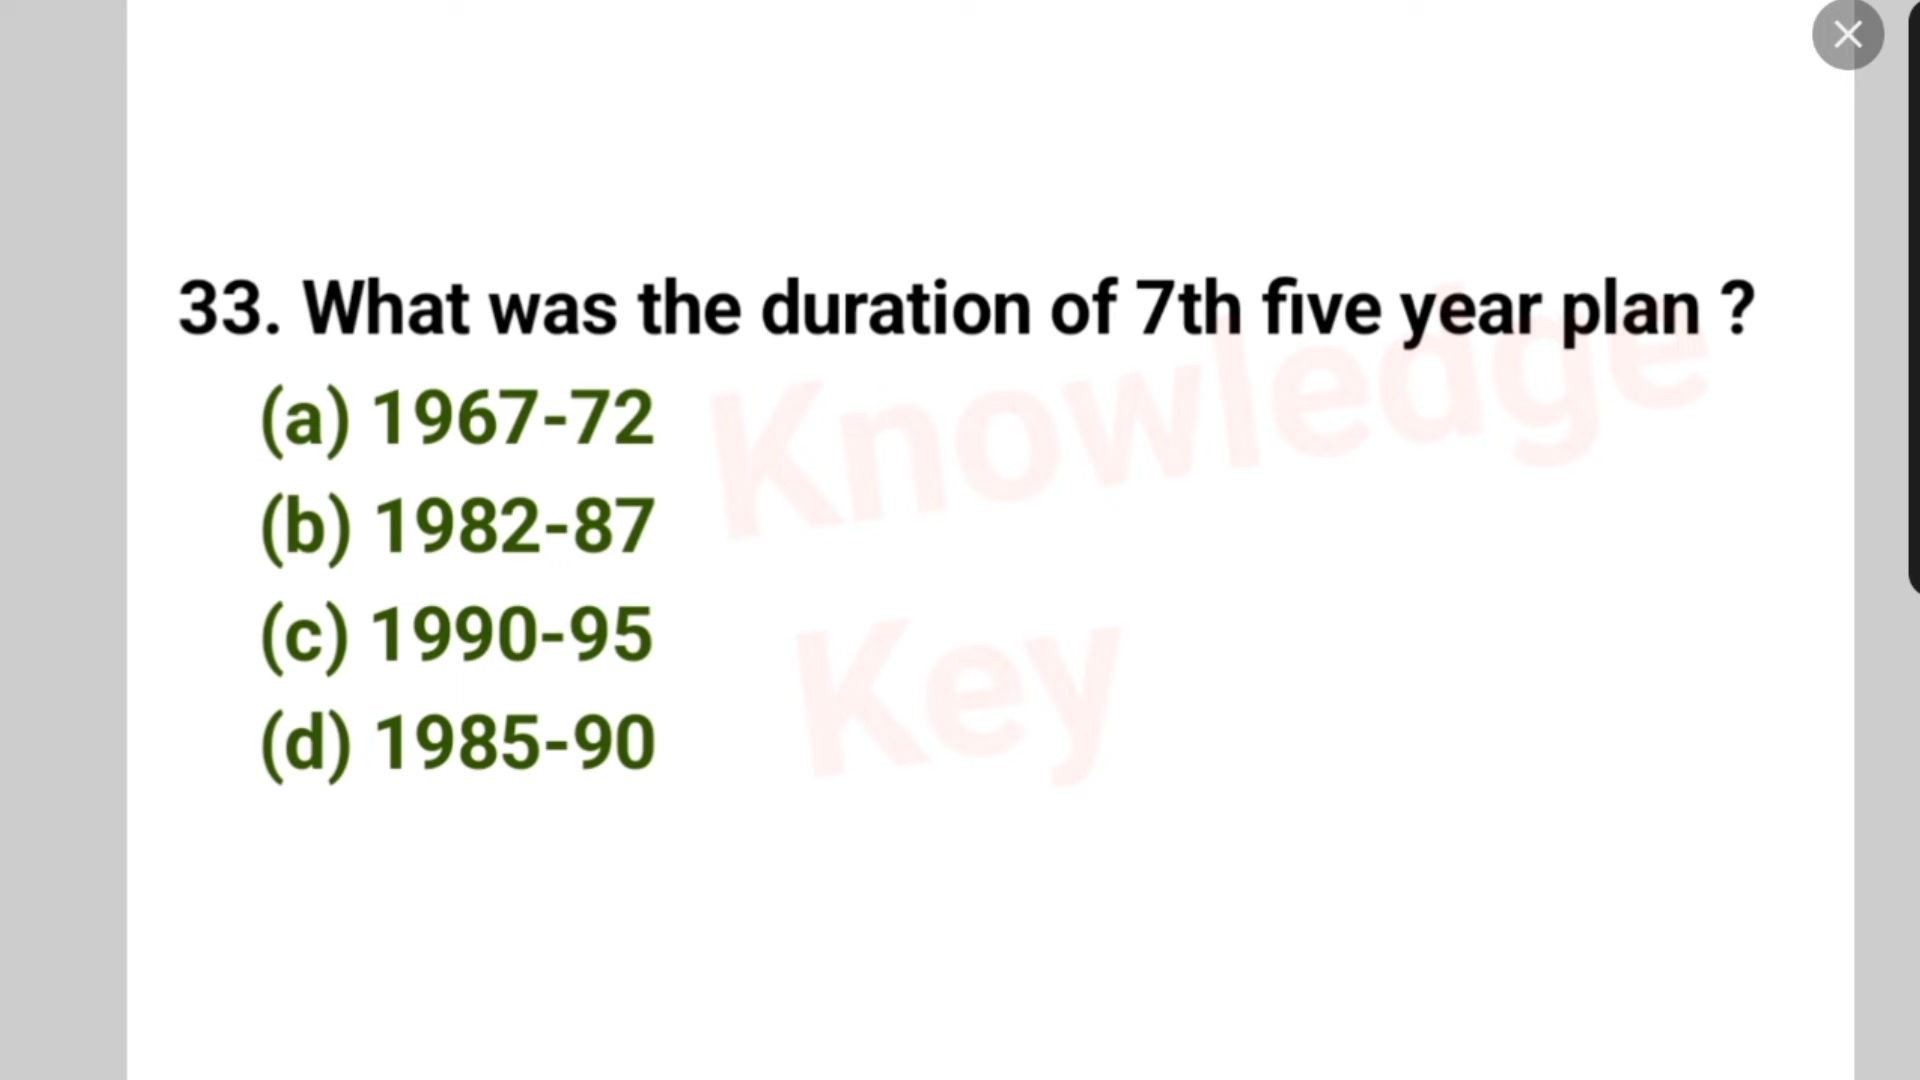 33. What was the duration of 7th five year plan ?
(a) 1967-72
(b) 1982-87
(c) 1990-95
(d) 1985-90
Knowledge
Key